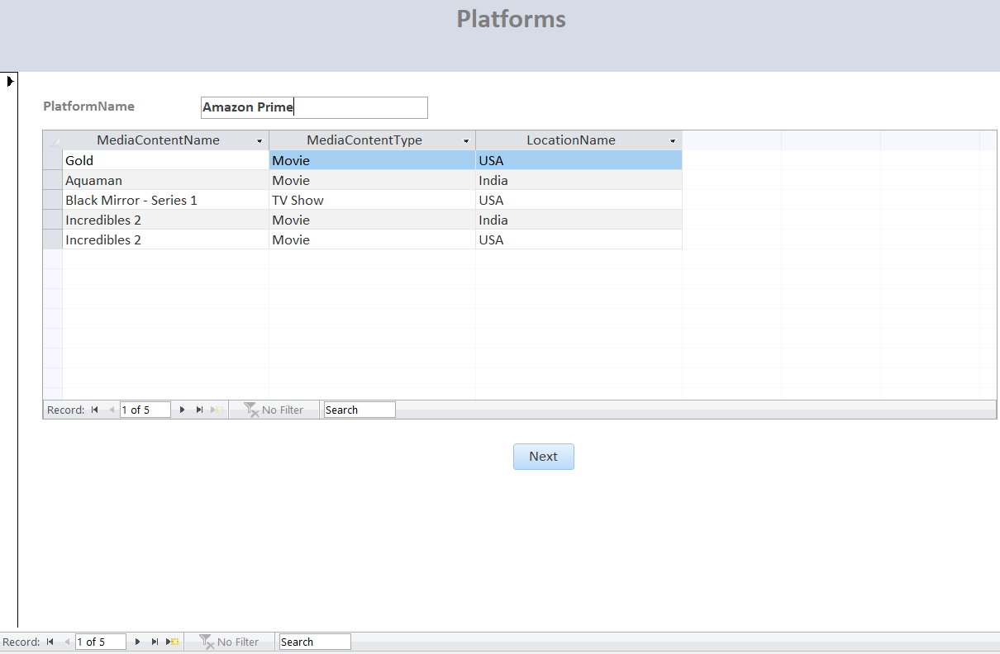 Platforms
PlatformName Amazon Prime
MediaContentName MediaContentType LocationName
Gold Movie USA
Aquaman Movie India
Black Mirror - Series 1 TV Show USA
Incredibles 2 Movie India
Incredibles 2 Movie USA
Record: 1 of 5 No Filter Search
Next
Record: 1 of 5 No Filter Search